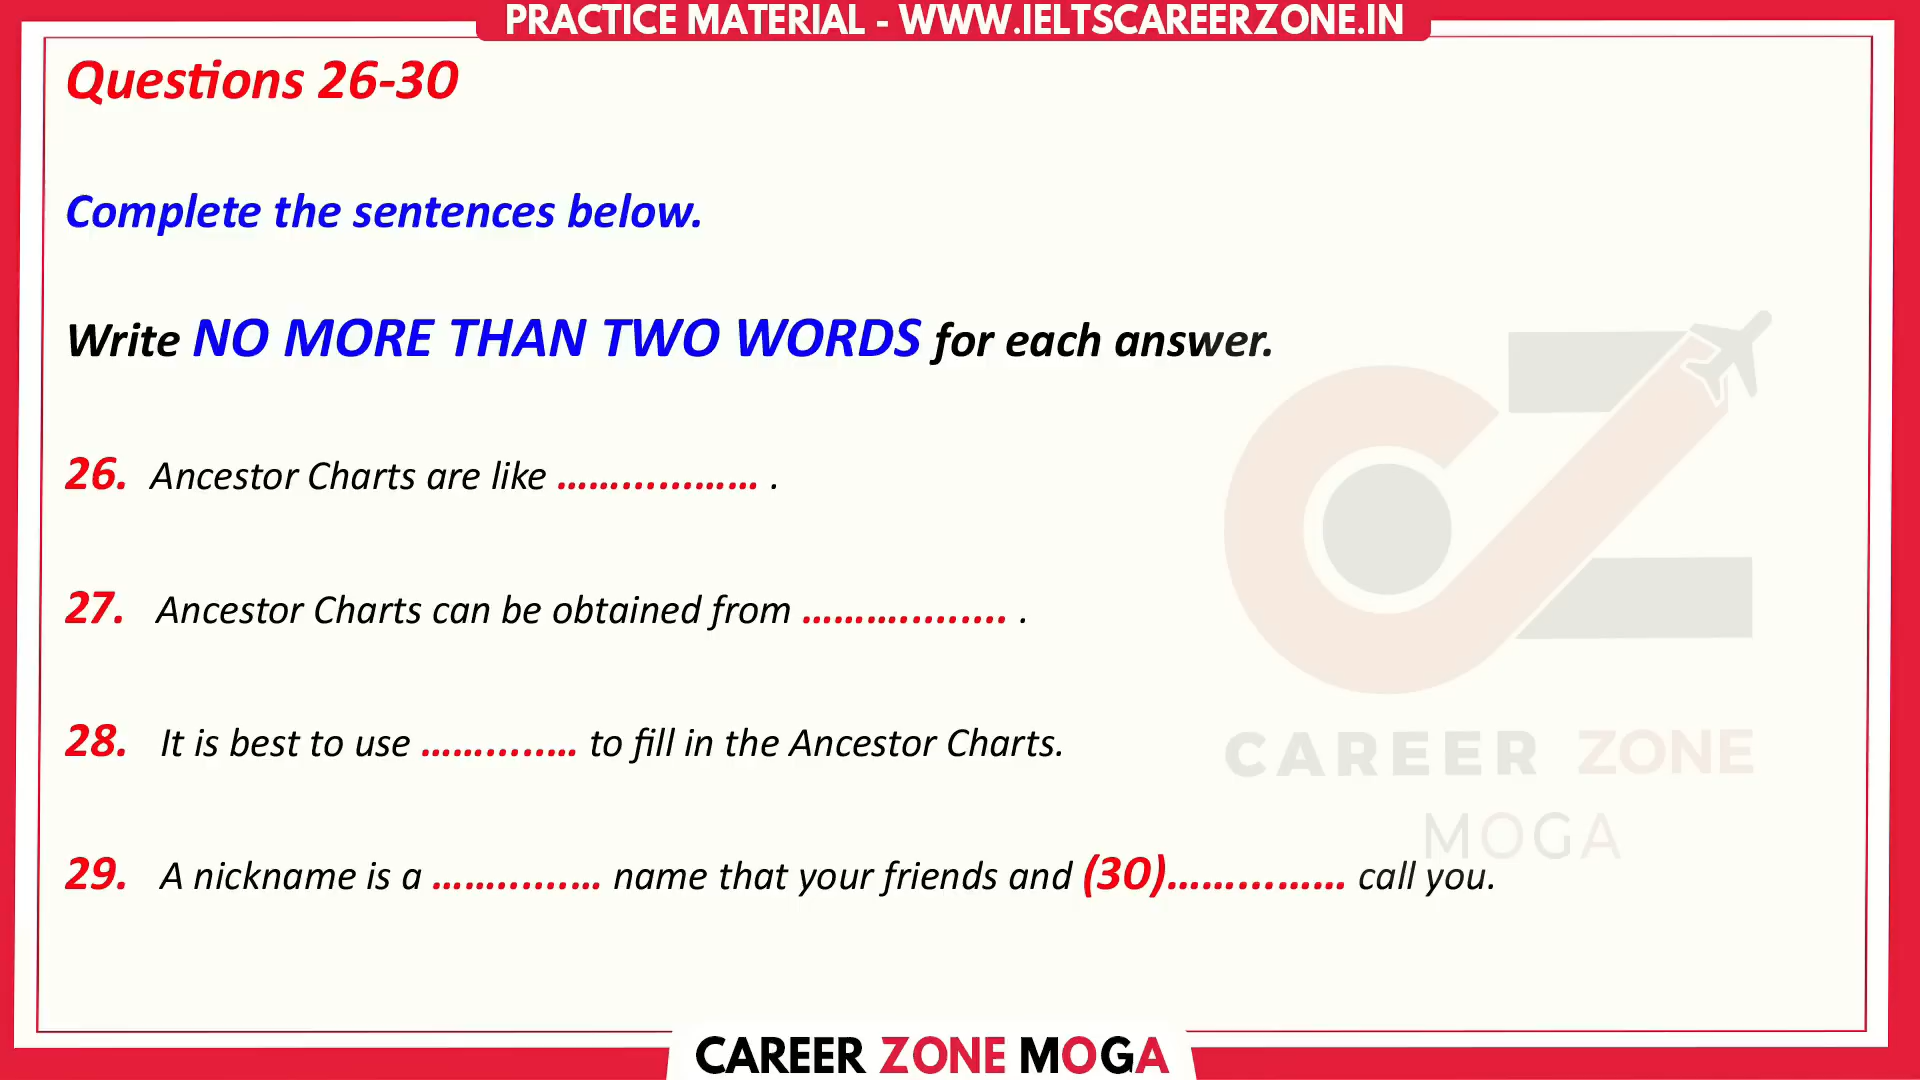 PRACTICE MATERIAL - WWW.IELTSCAREERZONE.IN
Questions 26-30
Complete the sentences below.
Write NO MORE THAN TWO WORDS for each answer.
26. Ancestor Charts are like ……......…… .
27. Ancestor Charts can be obtained from ………......... .
28. It is best to use ……......… to fill in the Ancestor Charts.
29. A nickname is a ……......… name that your friends and (30)……...…… call you.
CAREER ZONE
MOGA
CAREER ZONE MOGA